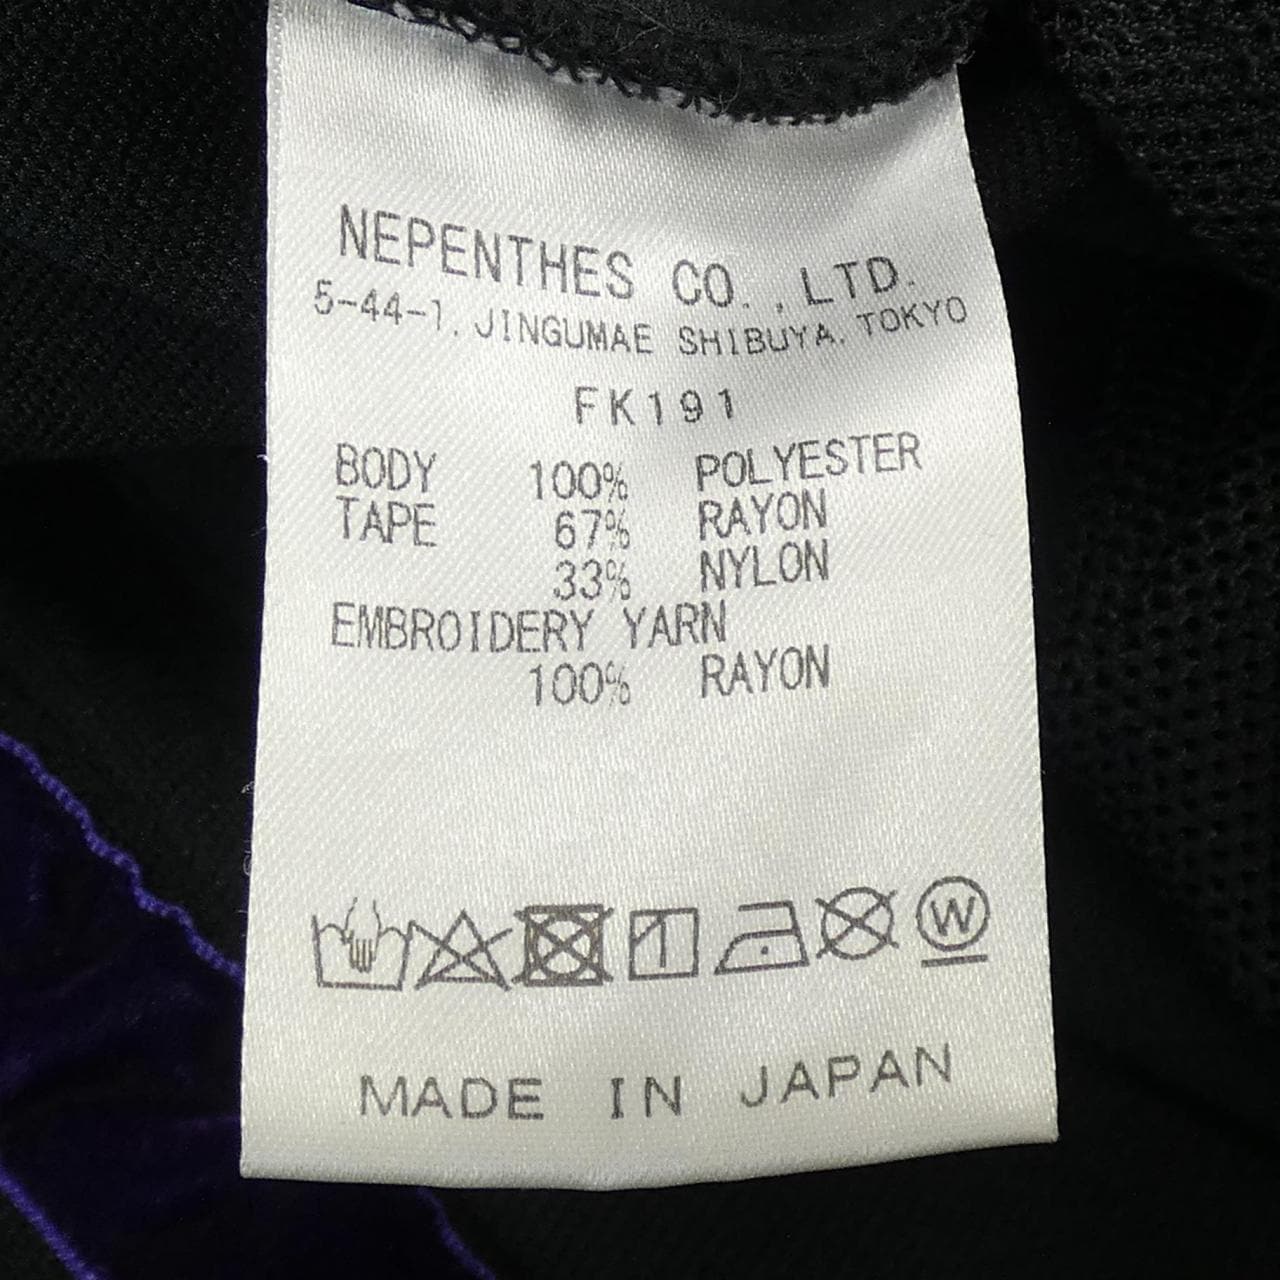 NEPENTHES CO.,LTD.
5-44-1, JINGUMAE SHIBUYA, TOKYO
FK191
BODY 100% POLYESTER
TAPE 67% RAYON
33% NYLON
EMBROIDERY YARN
100% RAYON
1 W
MADE IN JAPAN